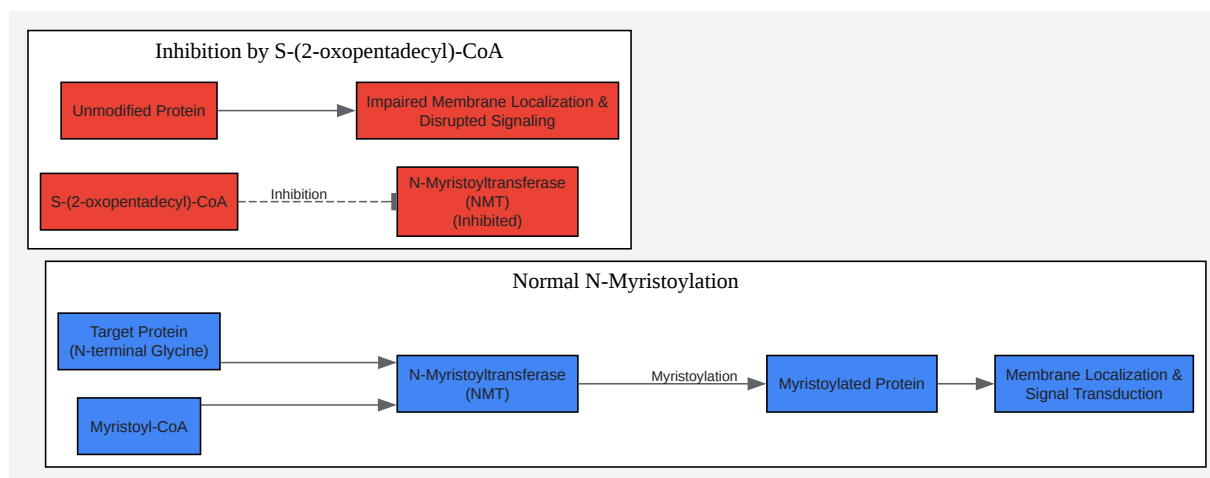 Inhibition by S-(2-oxopentadecyl)-CoA
Unmodified Protein
Impaired Membrane Localization &
Disrupted Signaling
S-(2-oxopentadecyl)-CoA
Inhibition
N-Myristoyltransferase
(NMT)
(Inhibited)
Normal N-Myristoylation
Target Protein
(N-terminal Glycine)
Myristoyl-CoA
N-Myristoyltransferase
(NMT)
Myristoylation
Myristoylated Protein
Membrane Localization &
Signal Transduction